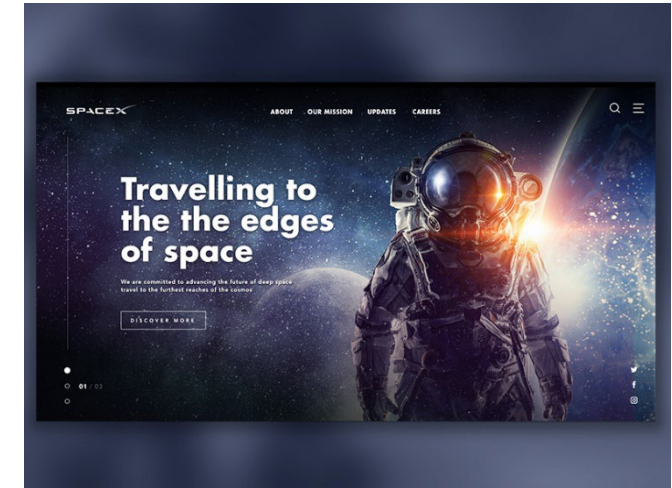 SPACEX
ABOUT OUR MISSION UPDATES CAREERS
Travelling to
the the edges
of space
We are committed to advancing the future of deep space
travel to the furthest reaches of the cosmos
DISCOVER MORE
01 / 03